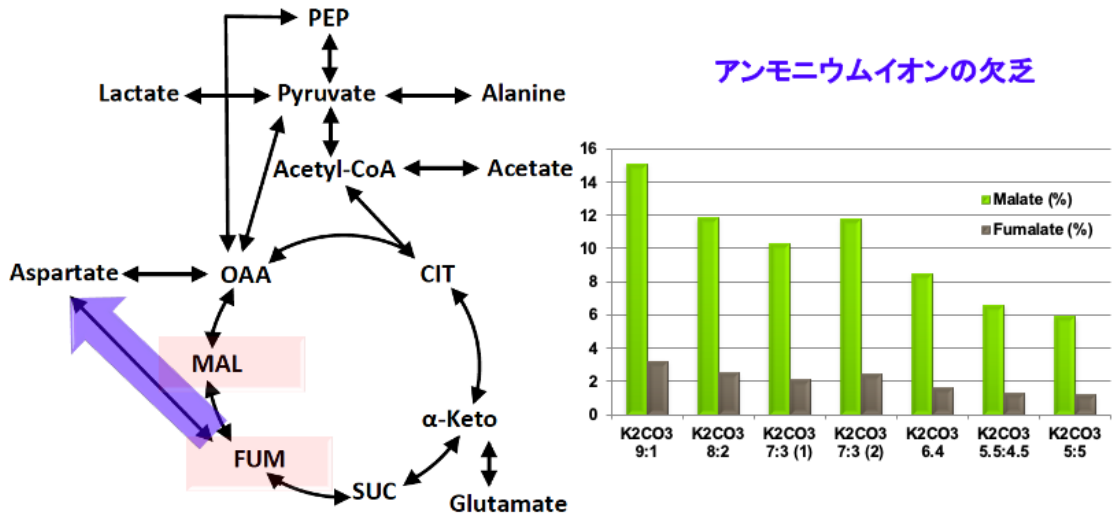 PEP
Lactate
Pyruvate
Alanine
Acetyl-CoA
Acetate
Aspartate
OAA
CIT
MAL
α-Keto
FUM
SUC
Glutamate
アンモニウムイオンの欠乏
16
14
12
10
8
6
4
2
0
Malate (%)
Fumalate (%)
K2CO3
9:1
K2CO3
8:2
K2CO3
7:3 (1)
K2CO3
7:3 (2)
K2CO3
6.4
K2CO3
5.5:4.5
K2CO3
5:5